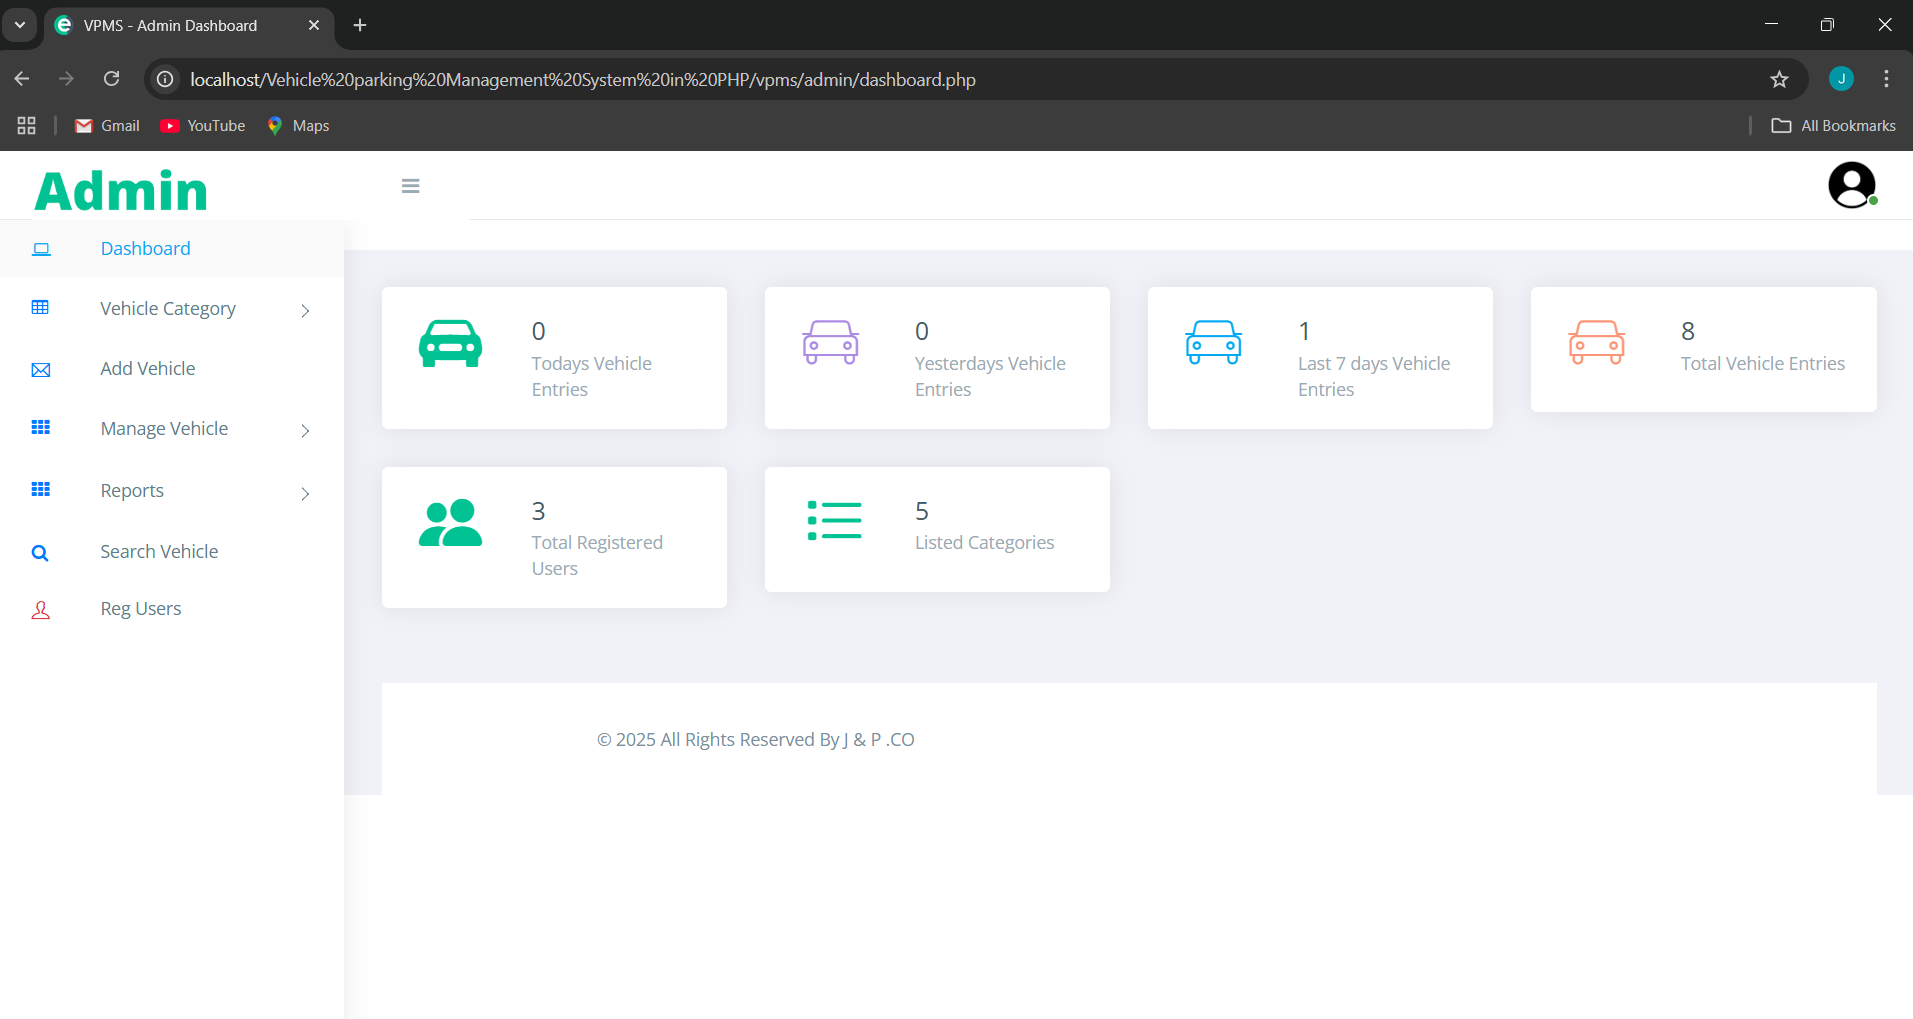 VPMS - Admin Dashboard
localhost/Vehicle%20parking%20Management%20System%20in%20PHP/vpms/admin/dashboard.php
J
Gmail
YouTube
Maps
All Bookmarks
Admin
Dashboard
Vehicle Category
Add Vehicle
Manage Vehicle
Reports
Search Vehicle
Reg Users
0
Todays Vehicle
Entries
0
Yesterdays Vehicle
Entries
1
Last 7 days Vehicle
Entries
8
Total Vehicle Entries
3
Total Registered
Users
5
Listed Categories
© 2025 All Rights Reserved By J & P .CO